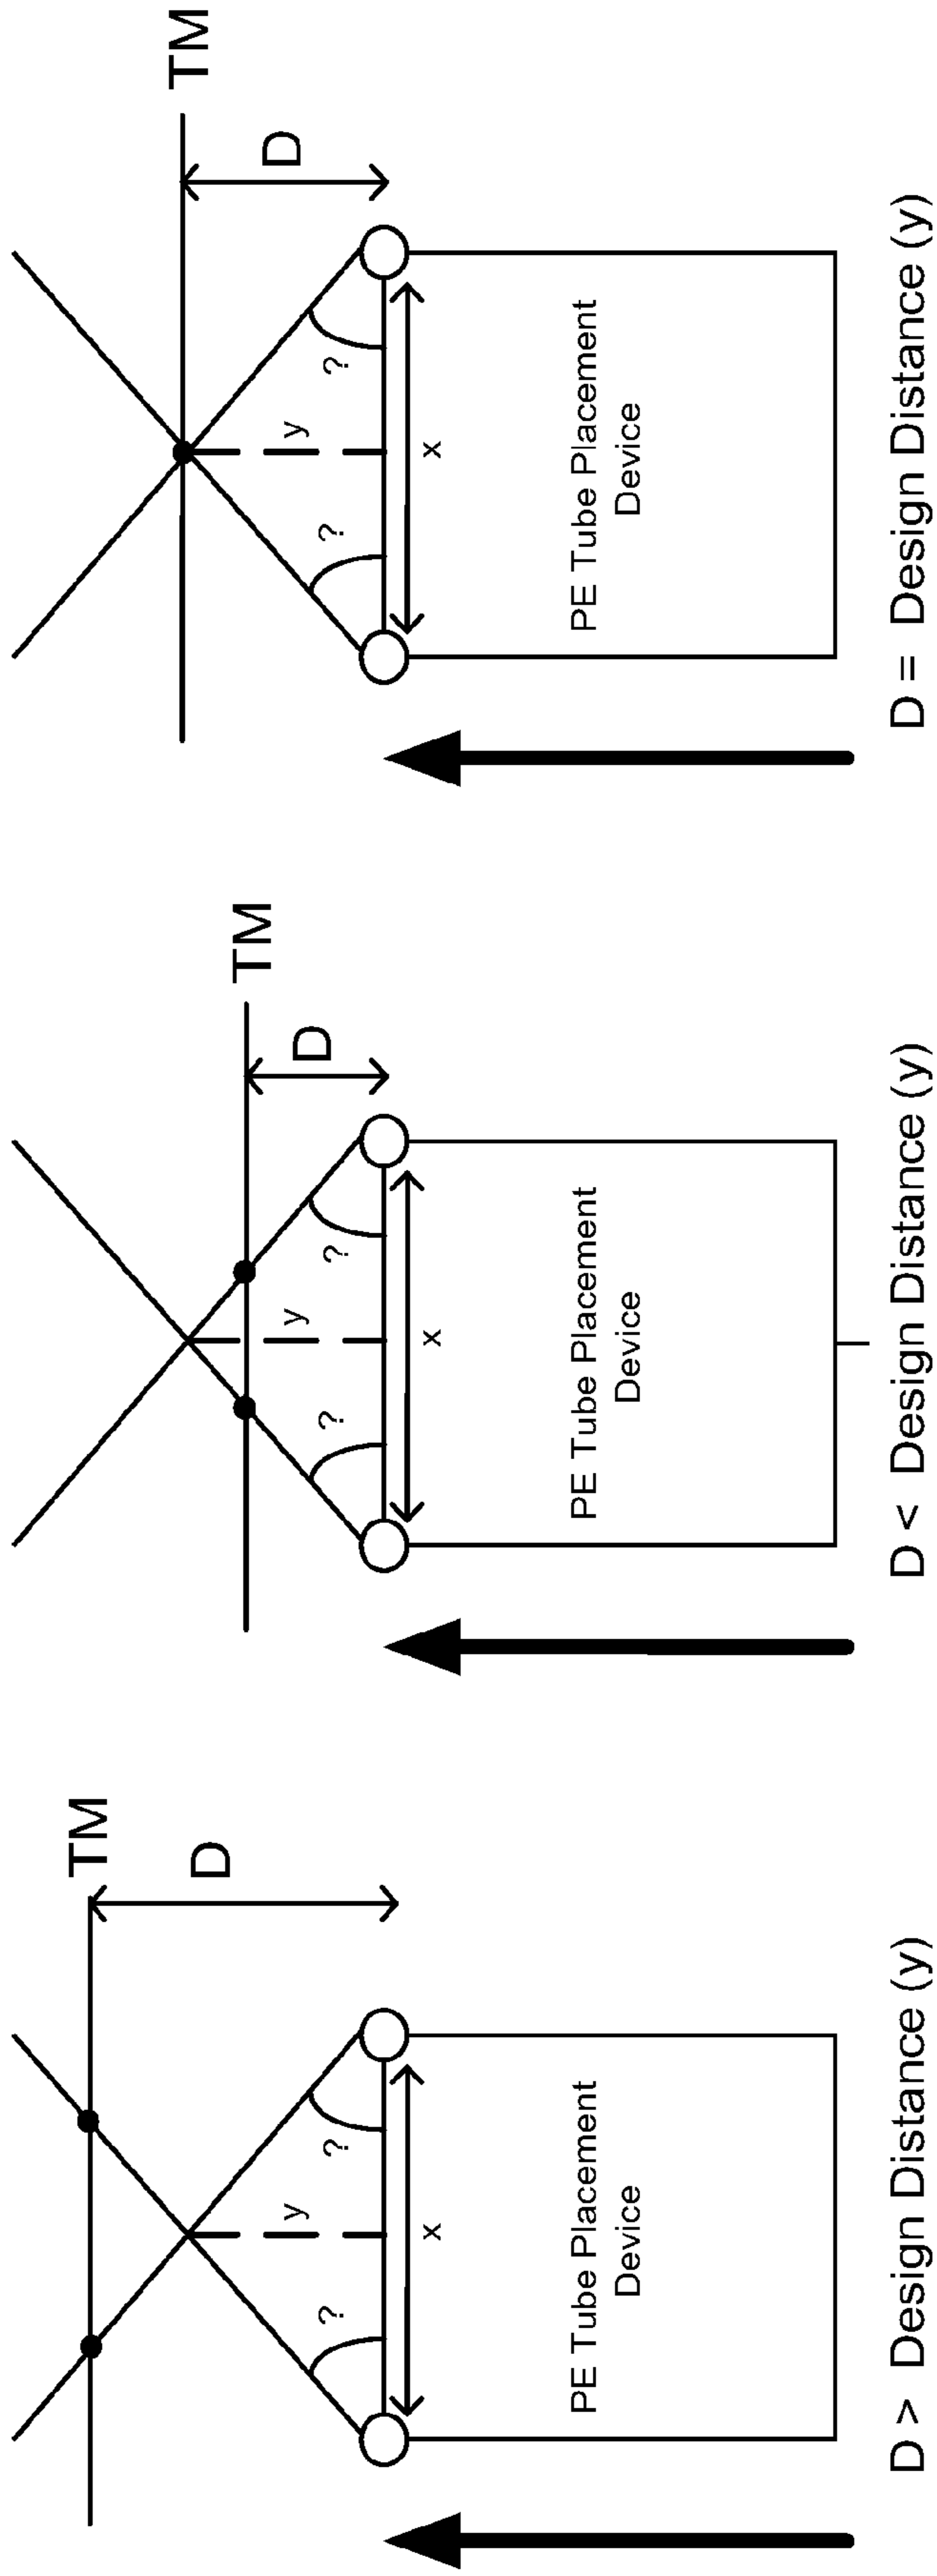 TM
D
?
y
?
x
PE Tube Placement
Device
D > Design Distance (y)
TM
D
?
y
?
x
PE Tube Placement
Device
D < Design Distance (y)
TM
D
?
y
?
x
PE Tube Placement
Device
D = Design Distance (y)